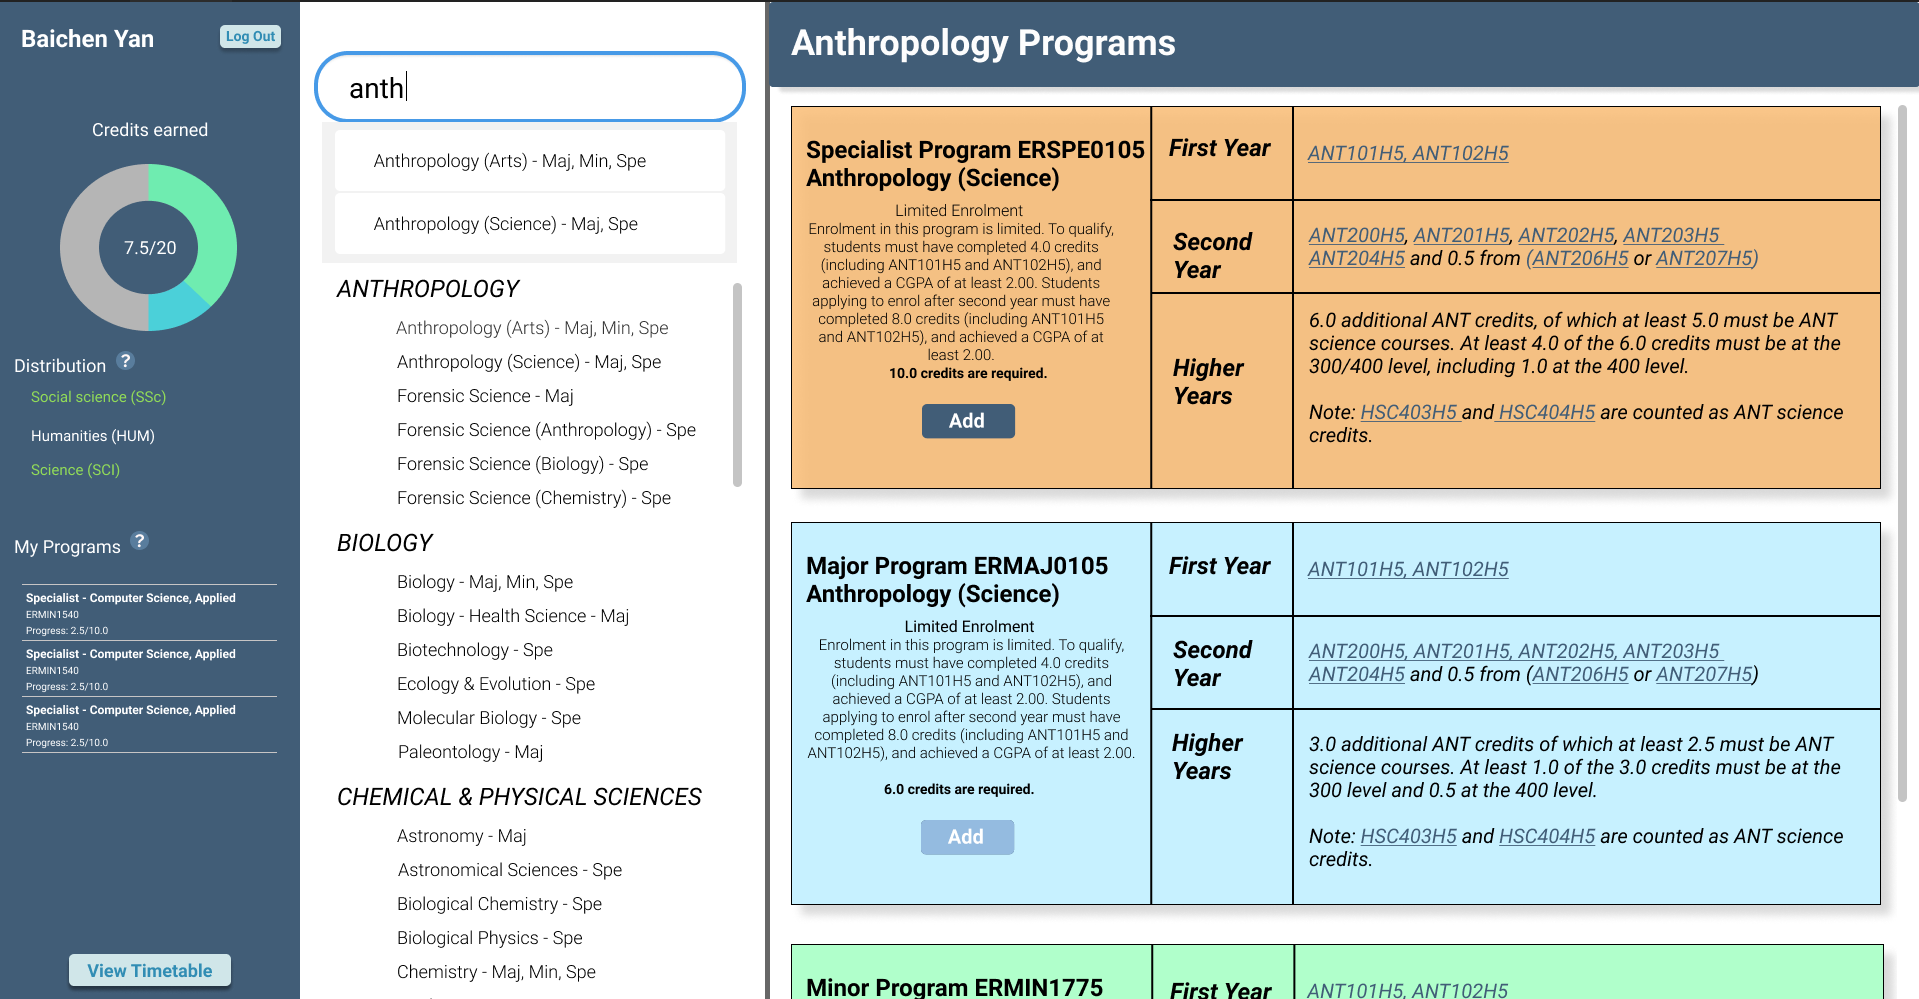 Baichen Yan
Log Out
Credits earned
7.5/20
Distribution ?
Social science (SSc)
Humanities (HUM)
Science (SCI)
My Programs ?
Specialist - Computer Science, Applied
ERMIN1540
Progress: 2.5/10.0
Specialist - Computer Science, Applied
ERMIN1540
Progress: 2.5/10.0
Specialist - Computer Science, Applied
ERMIN1540
Progress: 2.5/10.0
View Timetable
anth
Anthropology (Arts) - Maj, Min, Spe
Anthropology (Science) - Maj, Spe
ANTHROPOLOGY
Anthropology (Arts) - Maj, Min, Spe
Anthropology (Science) - Maj, Spe
Forensic Science - Maj
Forensic Science (Anthropology) - Spe
Forensic Science (Biology) - Spe
Forensic Science (Chemistry) - Spe
BIOLOGY
Biology - Maj, Min, Spe
Biology - Health Science - Maj
Biotechnology - Spe
Ecology & Evolution - Spe
Molecular Biology - Spe
Paleontology - Maj
CHEMICAL & PHYSICAL SCIENCES
Astronomy - Maj
Astronomical Sciences - Spe
Biological Chemistry - Spe
Biological Physics - Spe
Chemistry - Maj, Min, Spe
Anthropology Programs
Specialist Program ERSPE0105
Anthropology (Science)
Limited Enrolment
Enrolment in this program is limited. To qualify,
students must have completed 4.0 credits
(including ANT101H5 and ANT102H5), and
achieved a CGPA of at least 2.00. Students
applying to enrol after second year must have
completed 8.0 credits (including ANT101H5
and ANT102H5), and achieved a CGPA of at
least 2.00.
10.0 credits are required.
Add
First Year
ANT101H5, ANT102H5
Second
Year
ANT200H5, ANT201H5, ANT202H5, ANT203H5
ANT204H5 and 0.5 from (ANT206H5 or ANT207H5)
Higher
Years
6.0 additional ANT credits, of which at least 5.0 must be ANT
science courses. At least 4.0 of the 6.0 credits must be at the
300/400 level, including 1.0 at the 400 level.
Note: HSC403H5 and HSC404H5 are counted as ANT science
credits.
Major Program ERMAJ0105
Anthropology (Science)
Limited Enrolment
Enrolment in this program is limited. To qualify,
students must have completed 4.0 credits
(including ANT101H5 and ANT102H5), and
achieved a CGPA of at least 2.00. Students
applying to enrol after second year must have
completed 8.0 credits (including ANT101H5 and
ANT102H5), and achieved a CGPA of at least 2.00.
6.0 credits are required.
Add
First Year
ANT101H5, ANT102H5
Second
Year
ANT200H5, ANT201H5, ANT202H5, ANT203H5
ANT204H5 and 0.5 from (ANT206H5 or ANT207H5)
Higher
Years
3.0 additional ANT credits of which at least 2.5 must be ANT
science courses. At least 1.0 of the 3.0 credits must be at the
300 level and 0.5 at the 400 level.
Note: HSC403H5 and HSC404H5 are counted as ANT science
credits.
Minor Program ERMIN1775
First Year
ANT101H5, ANT102H5